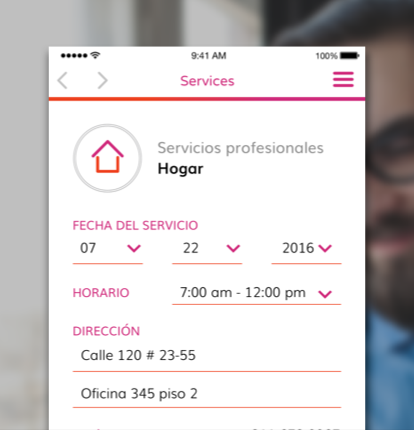 9:41 AM
100%
Services
Servicios profesionales
Hogar
FECHA DEL SERVICIO
07 22 2016
HORARIO 7:00 am - 12:00 pm
DIRECCIÓN
Calle 120 # 23-55
Oficina 345 piso 2